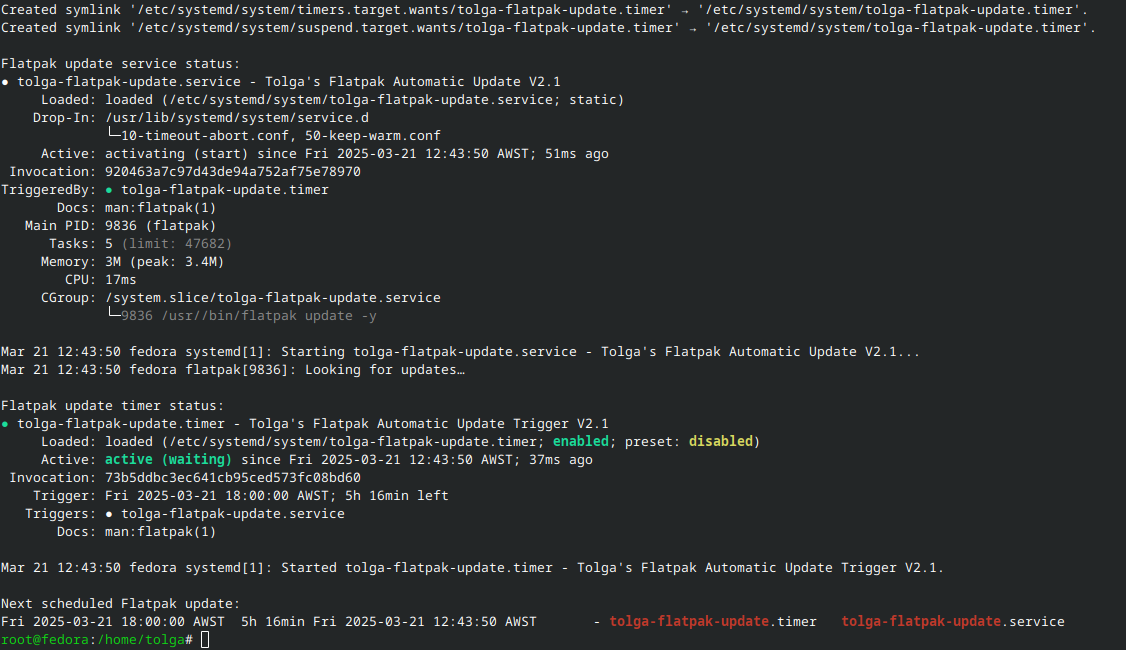 Created symlink '/etc/systemd/system/timers.target.wants/tolga-flatpak-update.timer' → '/etc/systemd/system/tolga-flatpak-update.timer'.
Created symlink '/etc/systemd/system/suspend.target.wants/tolga-flatpak-update.timer' → '/etc/systemd/system/tolga-flatpak-update.timer'.

Flatpak update service status:
● tolga-flatpak-update.service - Tolga's Flatpak Automatic Update V2.1
     Loaded: loaded (/etc/systemd/system/tolga-flatpak-update.service; static)
    Drop-In: /usr/lib/systemd/system/service.d
             └─10-timeout-abort.conf, 50-keep-warm.conf
     Active: activating (start) since Fri 2025-03-21 12:43:50 AWST; 51ms ago
 Invocation: 920463a7c97d43de94a752af75e78970
TriggeredBy: ● tolga-flatpak-update.timer
       Docs: man:flatpak(1)
   Main PID: 9836 (flatpak)
      Tasks: 5 (limit: 47682)
     Memory: 3M (peak: 3.4M)
        CPU: 17ms
     CGroup: /system.slice/tolga-flatpak-update.service
             └─9836 /usr//bin/flatpak update -y

Mar 21 12:43:50 fedora systemd[1]: Starting tolga-flatpak-update.service - Tolga's Flatpak Automatic Update V2.1...
Mar 21 12:43:50 fedora flatpak[9836]: Looking for updates…

Flatpak update timer status:
● tolga-flatpak-update.timer - Tolga's Flatpak Automatic Update Trigger V2.1
     Loaded: loaded (/etc/systemd/system/tolga-flatpak-update.timer; enabled; preset: disabled)
     Active: active (waiting) since Fri 2025-03-21 12:43:50 AWST; 37ms ago
 Invocation: 73b5ddbc3ec641cb95ced573fc08bd60
    Trigger: Fri 2025-03-21 18:00:00 AWST; 5h 16min left
   Triggers: ● tolga-flatpak-update.service
       Docs: man:flatpak(1)

Mar 21 12:43:50 fedora systemd[1]: Started tolga-flatpak-update.timer - Tolga's Flatpak Automatic Update Trigger V2.1.

Next scheduled Flatpak update:
Fri 2025-03-21 18:00:00 AWST  5h 16min Fri 2025-03-21 12:43:50 AWST       - tolga-flatpak-update.timer   tolga-flatpak-update.service
root@fedora:/home/tolga#